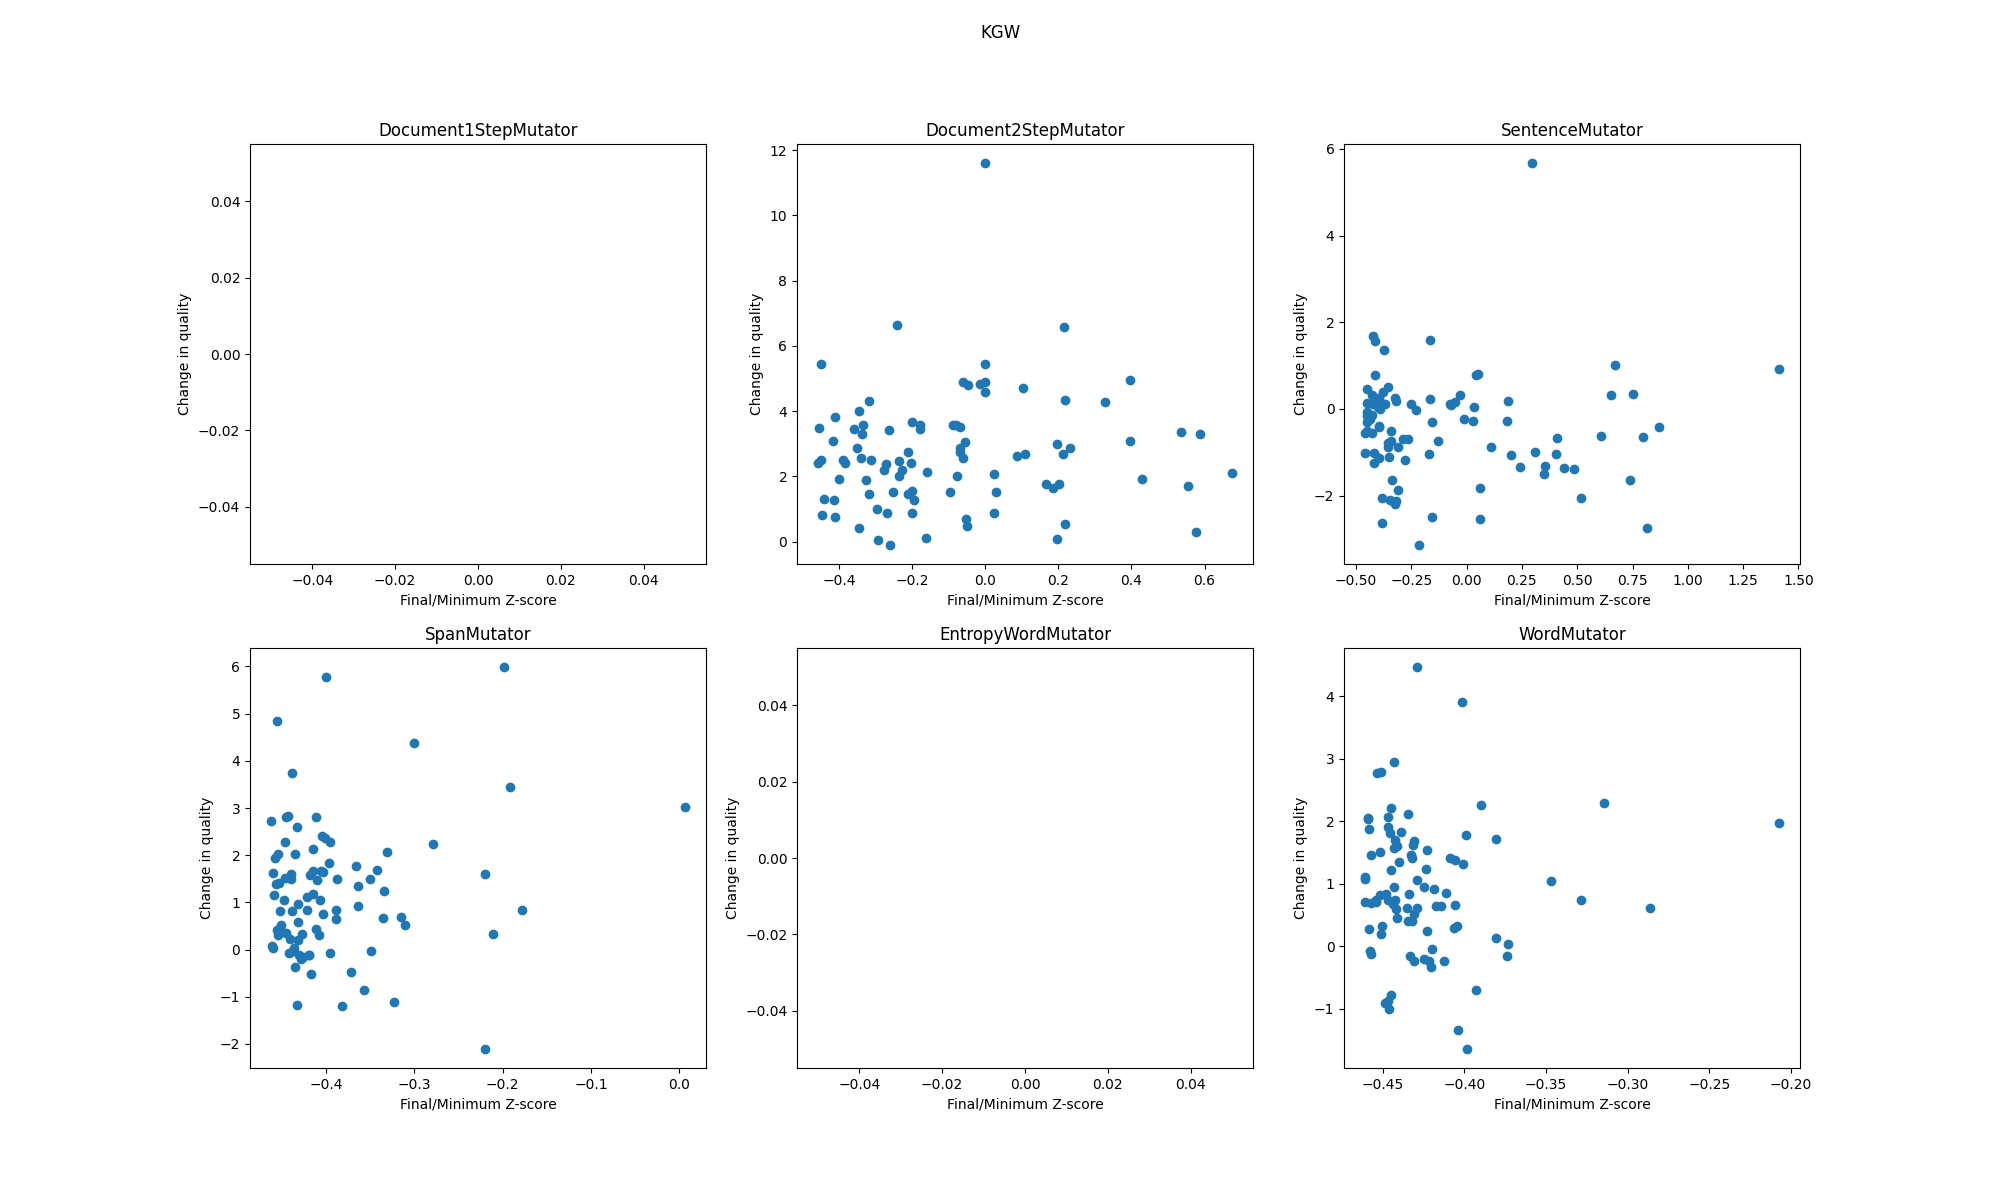 KGW
Document1StepMutator
Document2StepMutator
SentenceMutator
Change in quality
0.04
0.02
0.00
−0.02
−0.04
−0.04 −0.02 0.00 0.02 0.04
Final/Minimum Z-score
Change in quality
12
10
8
6
4
2
0
−0.4 −0.2 0.0 0.2 0.4 0.6
Final/Minimum Z-score
Change in quality
6
4
2
0
−2
−0.50 −0.25 0.00 0.25 0.50 0.75 1.00 1.25 1.50
Final/Minimum Z-score
SpanMutator
EntropyWordMutator
WordMutator
Change in quality
6
5
4
3
2
1
0
−1
−2
−0.4 −0.3 −0.2 −0.1 0.0
Final/Minimum Z-score
Change in quality
0.04
0.02
0.00
−0.02
−0.04
−0.04 −0.02 0.00 0.02 0.04
Final/Minimum Z-score
Change in quality
4
3
2
1
0
−1
−0.45 −0.40 −0.35 −0.30 −0.25 −0.20
Final/Minimum Z-score